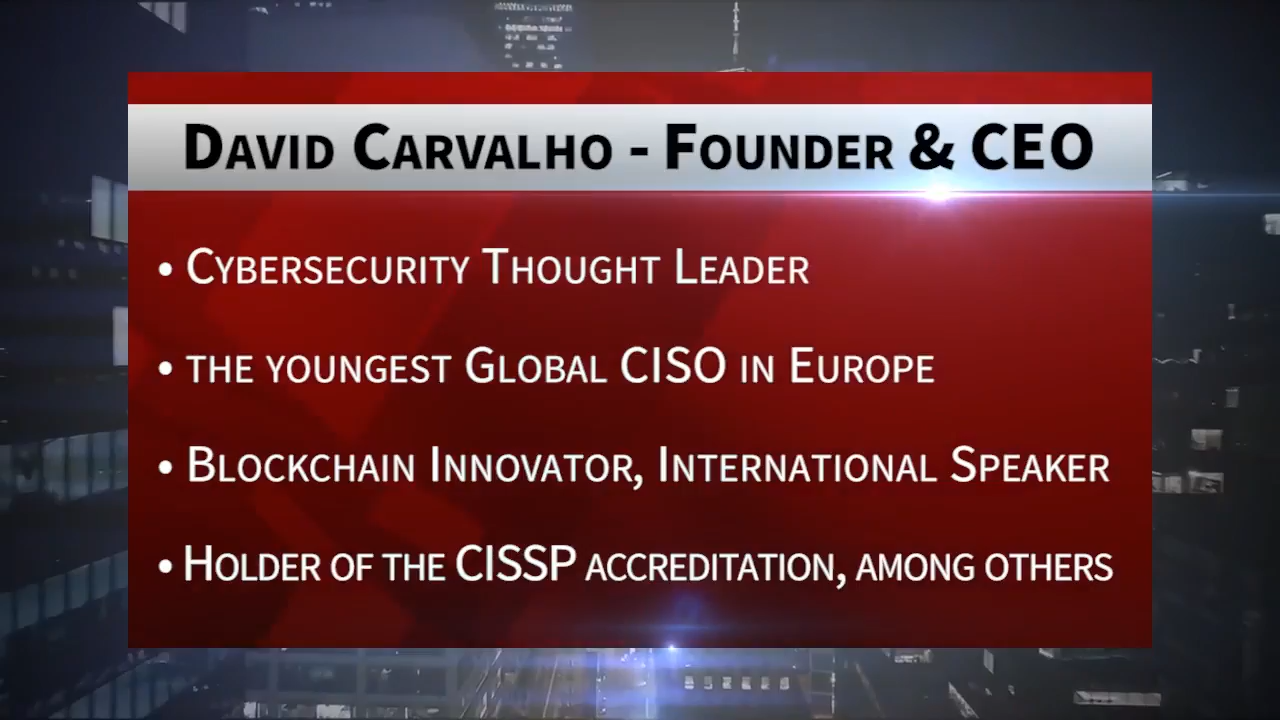 David Carvalho - Founder & CEO
• Cybersecurity Thought Leader
• the youngest Global CISO in Europe
• Blockchain Innovator, International Speaker
• Holder of the CISSP accreditation, among others